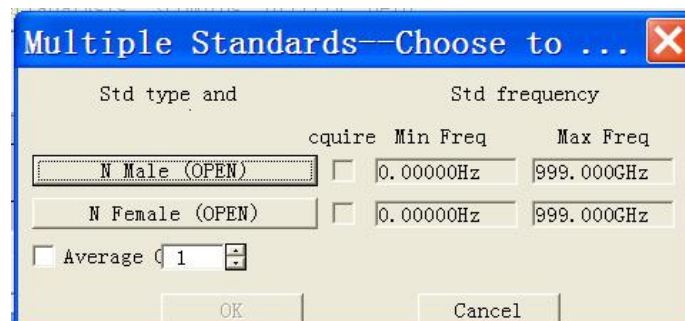 Multiple Standards--Choose to ...
Std type and Std frequency
cquire Min Freq Max Freq
N Male (OPEN) 0.00000Hz 999.000GHz
N Female (OPEN) 0.00000Hz 999.000GHz
Average ( 1
OK Cancel